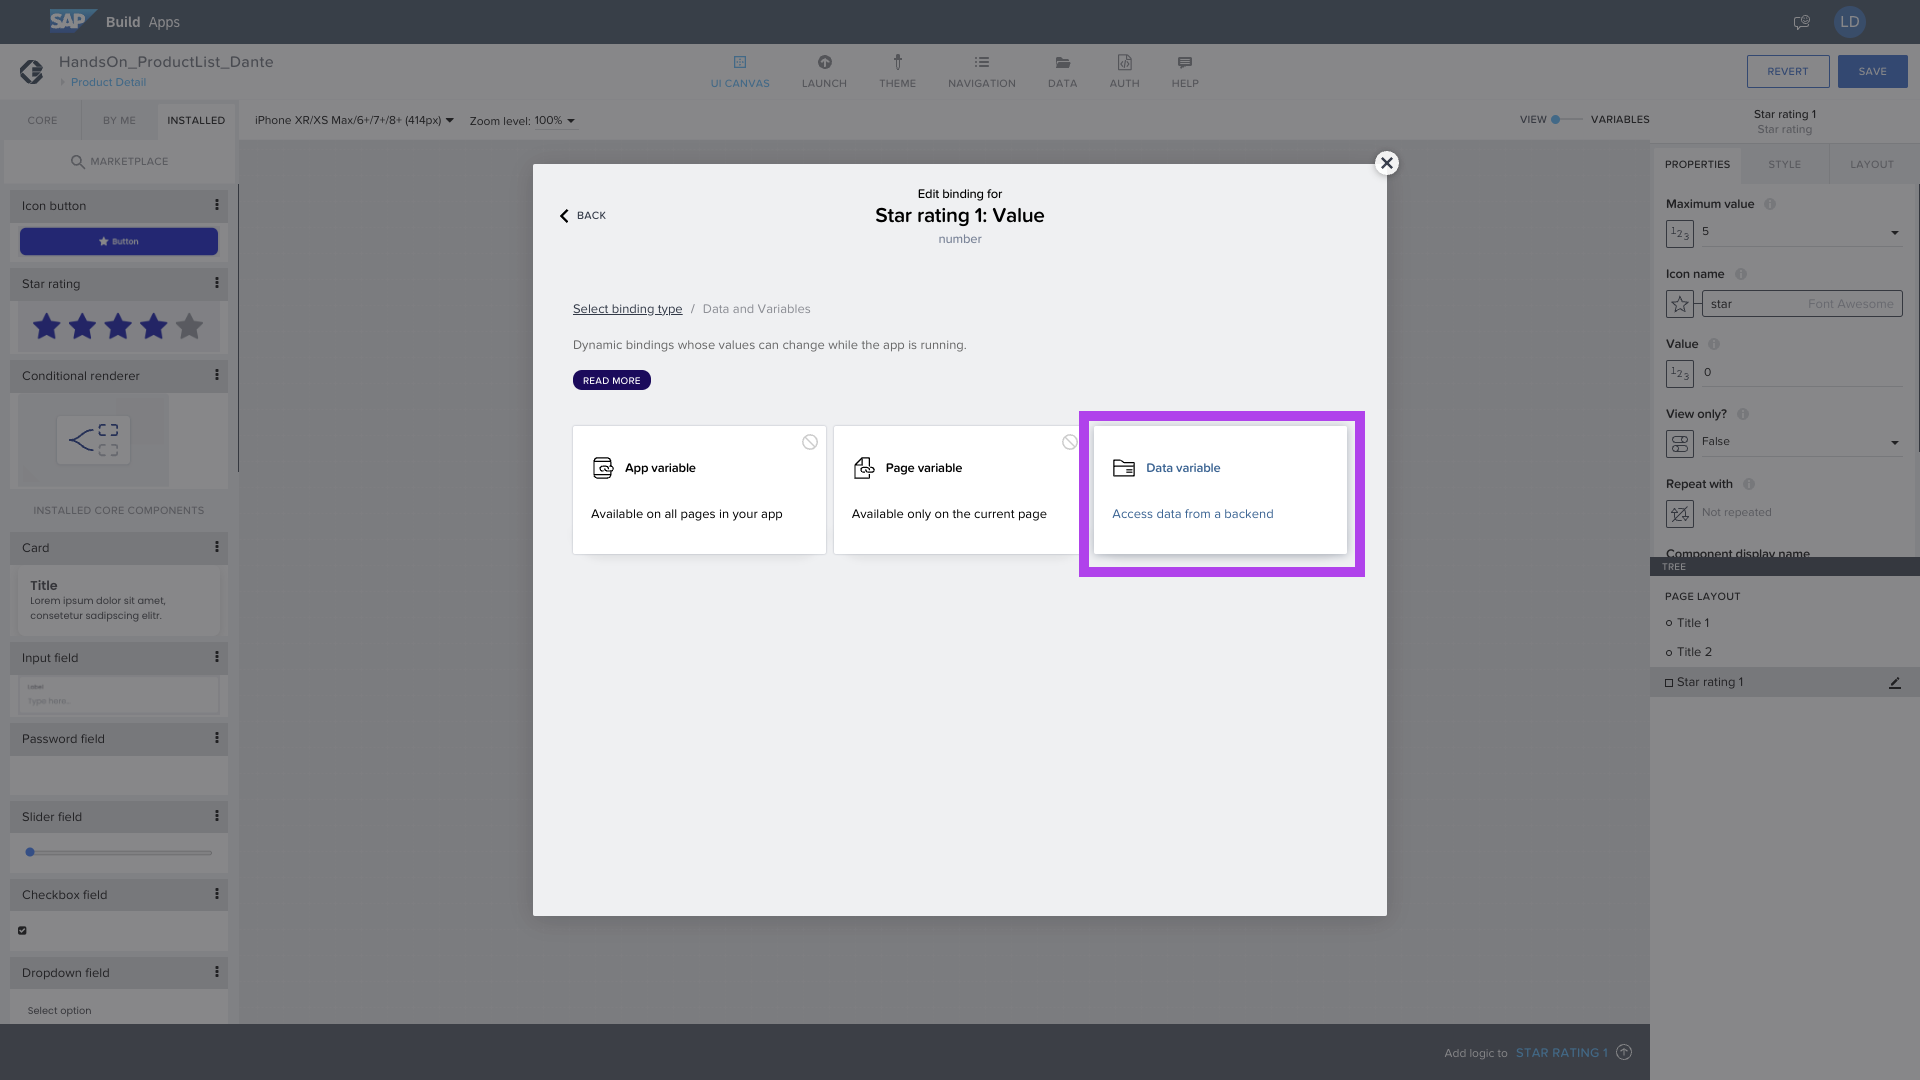 SAP Build Apps
LD
HandsOn_ProductList_Dante
Product Detail
UI CANVAS
LAUNCH
THEME
NAVIGATION
DATA
AUTH
HELP
REVERT
SAVE
CORE
BY ME
INSTALLED
iPhone XR/XS Max/6+/7+/8+ (414px)
Zoom level: 100%
VIEW
VARIABLES
Star rating 1
Star rating
MARKETPLACE
Icon button
Button
Star rating
Conditional renderer
INSTALLED CORE COMPONENTS
Card
Title
Lorem ipsum dolor sit amet,
consetetur sadipscing elitr.
Input field
Label
Type here...
Password field
Slider field
Checkbox field
Dropdown field
Select option
Edit binding for
BACK
Star rating 1: Value
number
Select binding type / Data and Variables
Dynamic bindings whose values can change while the app is running.
READ MORE
App variable
Available on all pages in your app
Page variable
Available only on the current page
Data variable
Access data from a backend
PROPERTIES
STYLE
LAYOUT
Maximum value
123
5
Icon name
star
Font Awesome
Value
123
0
View only?
False
Repeat with
Not repeated
Component display name
TREE
PAGE LAYOUT
Title 1
Title 2
Star rating 1
Add logic to STAR RATING 1